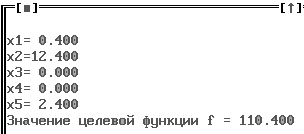 [■] [↑]
x1= 0.400
x2=12.400
x3= 0.000
x4= 0.000
x5= 2.400
Значение целевой функции f = 110.400